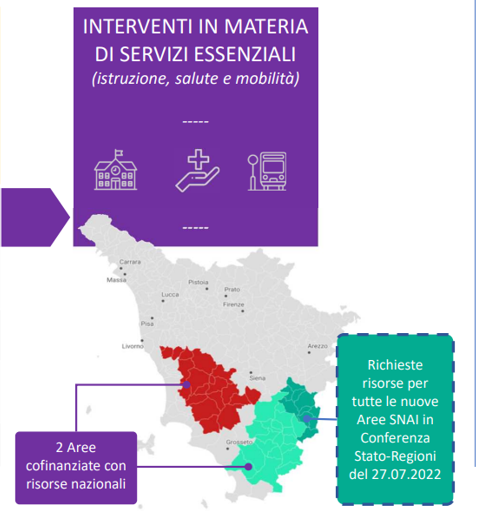 INTERVENTI IN MATERIA
DI SERVIZI ESSENZIALI
(istruzione, salute e mobilità)
-----
-----
Carrara
Massa
Lucca
Pistoia
Prato
Firenze
Pisa
Livorno
Arezzo
Siena
Grosseto
2 Aree
cofinanziate con
risorse nazionali
Richieste
risorse per
tutte le nuove
Aree SNAI in
Conferenza
Stato-Regioni
del 27.07.2022